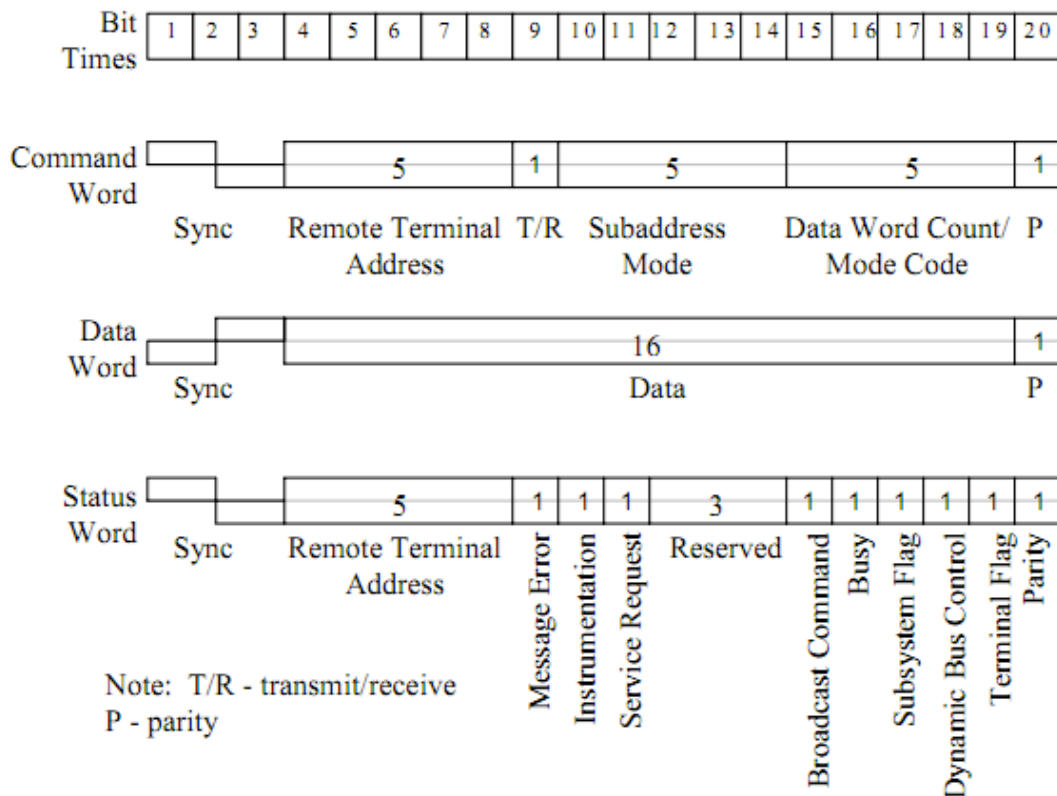 Bit Times 1 2 3 4 5 6 7 8 9 10 11 12 13 14 15 16 17 18 19 20
Command Word 5 1 5 5 1
Sync Remote Terminal Address T/R Subaddress Mode Data Word Count/ Mode Code P
Data Word 16 1
Sync Data P
Status Word 5 1 1 1 3 1 1 1 1 1 1
Sync Remote Terminal Address Message Error Instrumentation Service Request Reserved Broadcast Command Busy Subsystem Flag Dynamic Bus Control Terminal Flag Parity
Note: T/R - transmit/receive
P - parity